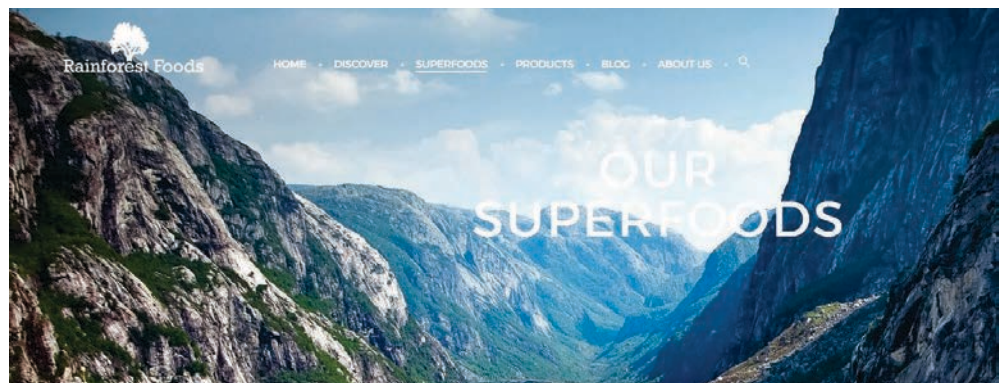 Rainforest Foods
HOME • DISCOVER • SUPERFOODS • PRODUCTS • BLOG • ABOUT US •
OUR
SUPERFOODS